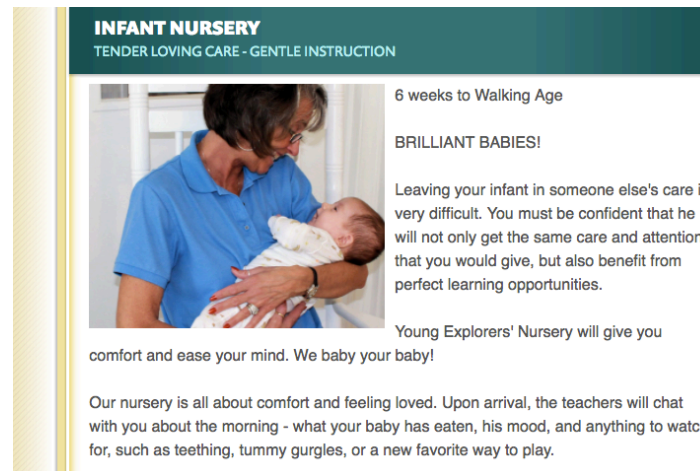 INFANT NURSERY
TENDER LOVING CARE - GENTLE INSTRUCTION
6 weeks to Walking Age
BRILLIANT BABIES!
Leaving your infant in someone else's care
very difficult. You must be confident that he
will not only get the same care and attention
that you would give, but also benefit from
perfect learning opportunities.
Young Explorers' Nursery will give you
comfort and ease your mind. We baby your baby!
Our nursery is all about comfort and feeling loved. Upon arrival, the teachers will chat
with you about the morning - what your baby has eaten, his mood, and anything to watc
for, such as teething, tummy gurgles, or a new favorite way to play.